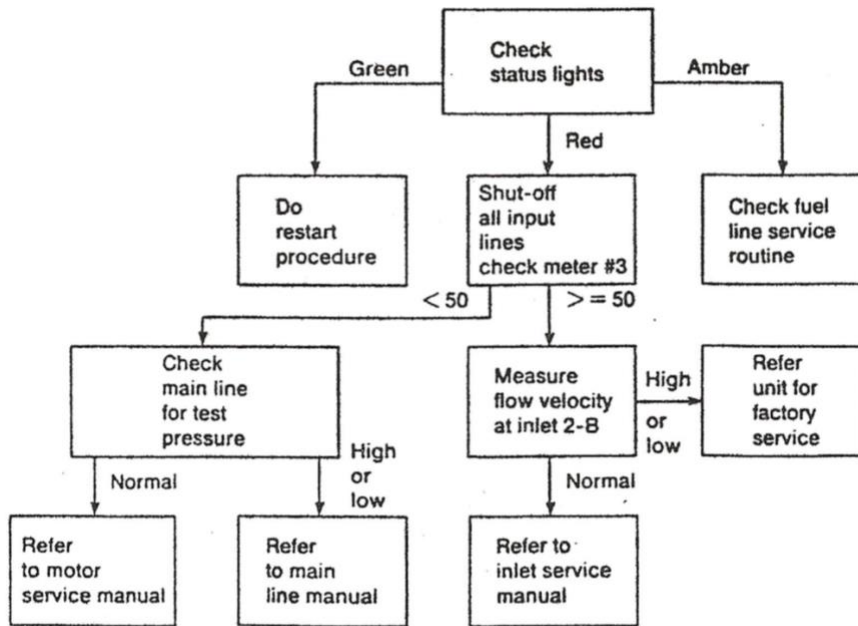 Check
status lights
Green
Amber
Red
Do
restart
procedure
Shut-off
all input
lines
check meter #3
Check fuel
line service
routine
< 50
> = 50
Check
main line
for test
pressure
Measure
flow velocity
at inlet 2-B
High
or
low
Refer
unit for
factory
service
Normal
High
or
low
Normal
Refer
to motor
service manual
Refer
to main
line manual
Refer to
inlet service
manual